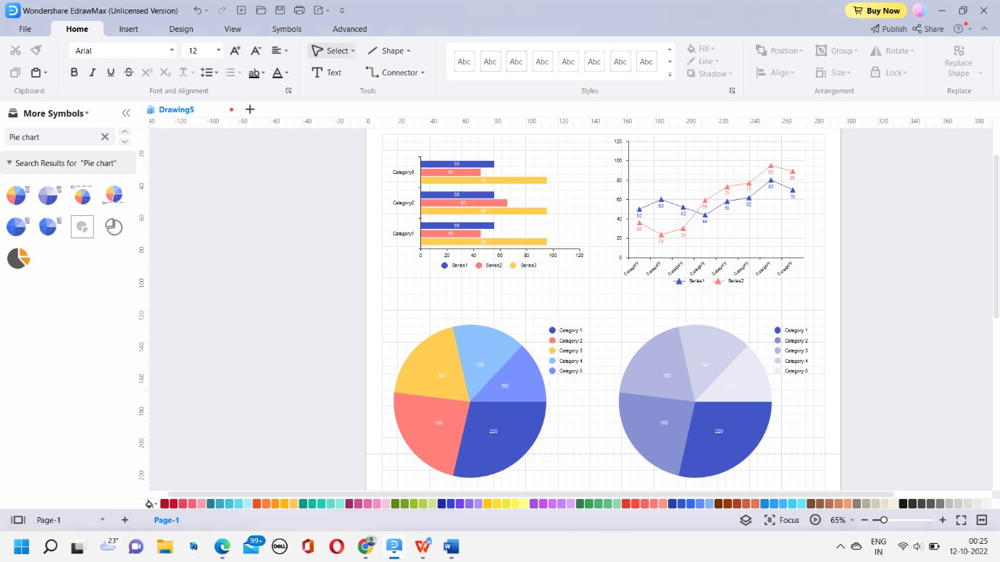 Wondershare EdrawMax (Unlicensed Version)
Buy Now
File Home Insert Design View Symbols Advanced
Publish Share
Arial 12
Select Shape
Text Connector
Abc Abc Abc Abc Abc Abc Abc Abc
Fill
Line
Shadow
Position Group Rotate
Align Size Lock
Replace
Shape
Clipboard Font and Alignment Tools Styles Arrangement Replace
More Symbols
Drawing5
Pie chart
Search Results for "Pie chart"
40 -120 -100 -80 -60 -40 -20 0 20 40 60 80 100 120 140 160 180 200 220 240 260 280 300 320 340 360 380
20
40
60
80
100
120
140
160
180
200
220
Category3
55
45
95
Category2
55
65
95
Category1
55
45
95
0 20 40 60 80 100 120
Series1 Series2 Series3
120
100
80
60
40
20
0
50 60 52 44 58 62 80 70
36 24 30 59 73 77 95 89
Category Category Category Category Category Category Category Category
Series1 Series2
150
120
100
180
220
Category 1
Category 2
Category 3
Category 4
Category 5
150
120
180
220
Category 1
Category 2
Category 3
Category 4
Category 5
Page-1
Page-1
Focus
65%
23°
99+
DELL
ENG
IN
00:25
12-10-2022